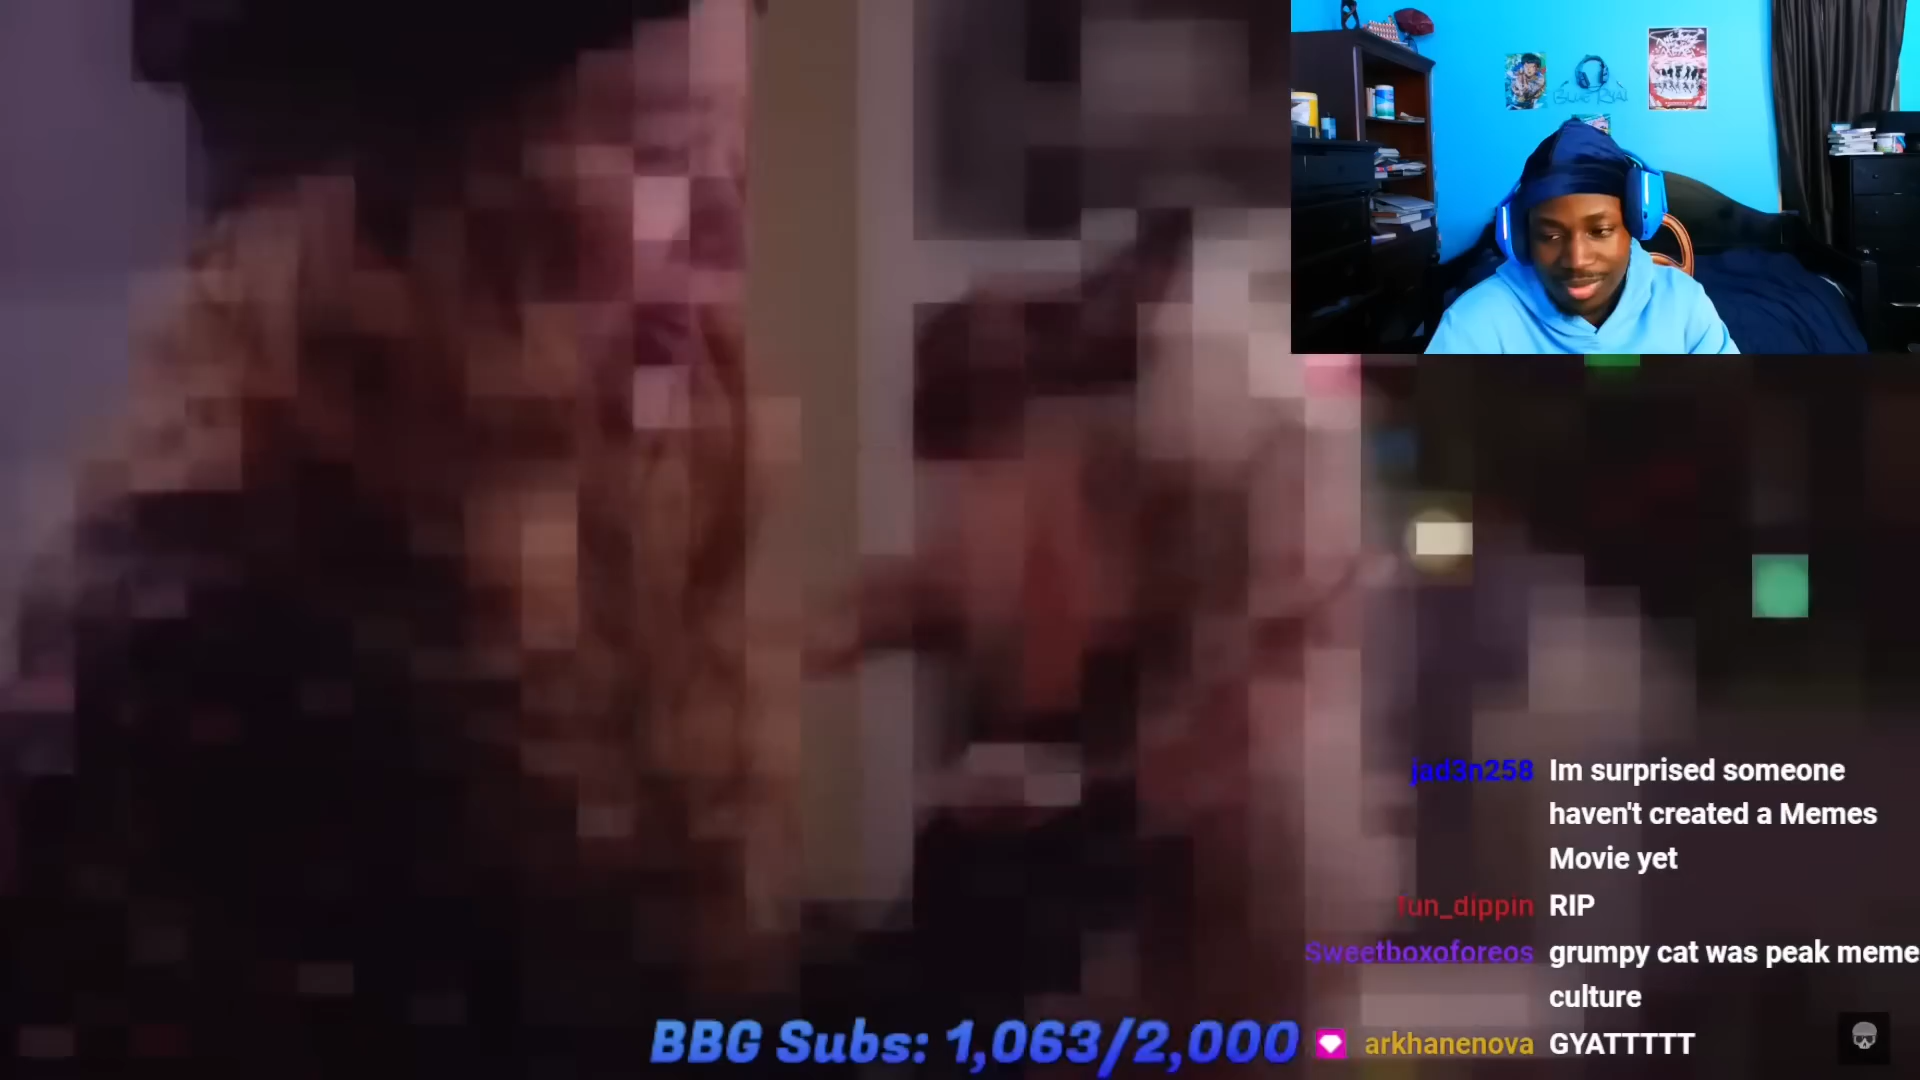 jad3n258 Im surprised someone
haven't created a Memes
Movie yet
fun_dippin RIP
Sweetboxoforeos grumpy cat was peak meme
culture
BBG Subs: 1,063/2,000
arkhanenova GYATTTTT